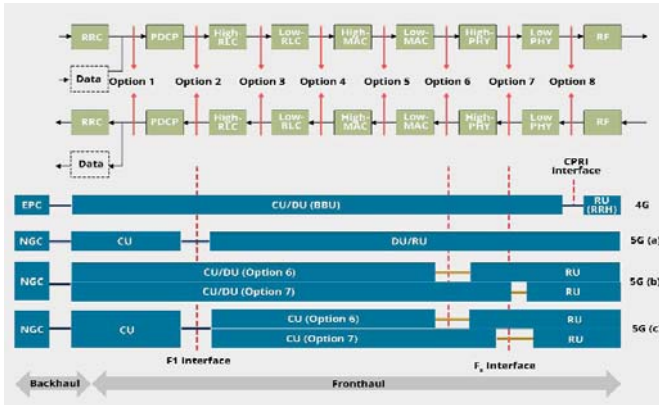 RRC
PDCP
High-RLC
Low-RLC
High-MAC
Low-MAC
High-PHY
Low PHY
RF
Data
Option 1
Option 2
Option 3
Option 4
Option 5
Option 6
Option 7
Option 8
RRC
PDCP
High-RLC
Low-RLC
High-MAC
Low-MAC
High-PHY
Low PHY
RF
Data
CPRI
Interface
EPC
CU/DU (BBU)
RU
(RRH)
4G
NGC
CU
DU/RU
5G (a)
NGC
CU/DU (Option 6)
RU
CU/DU (Option 7)
RU
5G (b)
NGC
CU
CU (Option 6)
RU
CU (Option 7)
RU
5G (c)
F1 Interface
Fx Interface
Backhaul
Fronthaul